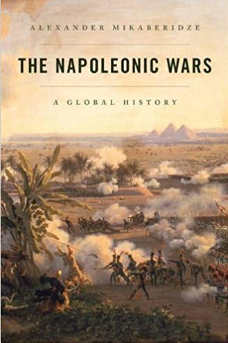 ALEXANDER MIKABERIDZE
THE NAPOLEONIC WARS
A GLOBAL HISTORY